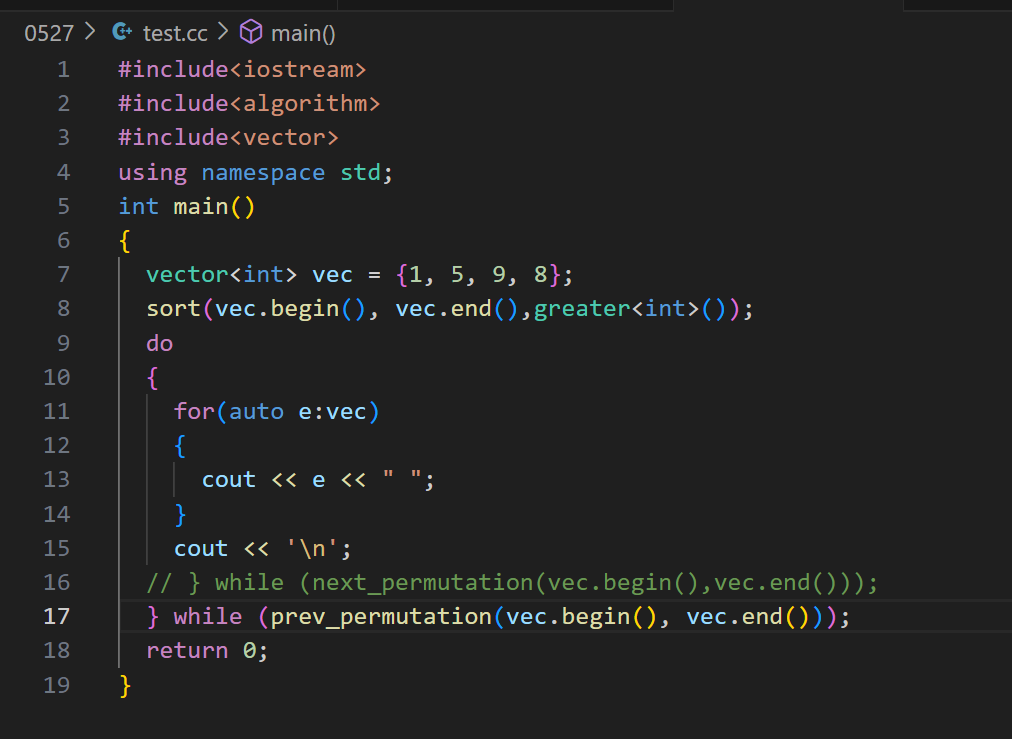 0527 > test.cc > main()
1 #include<iostream>
2 #include<algorithm>
3 #include<vector>
4 using namespace std;
5 int main()
6 {
7   vector<int> vec = {1, 5, 9, 8};
8   sort(vec.begin(), vec.end(),greater<int>());
9   do
10   {
11     for(auto e:vec)
12     {
13       cout << e << " ";
14     }
15     cout << '\n';
16   // } while (next_permutation(vec.begin(),vec.end()));
17   } while (prev_permutation(vec.begin(), vec.end()));
18   return 0;
19 }